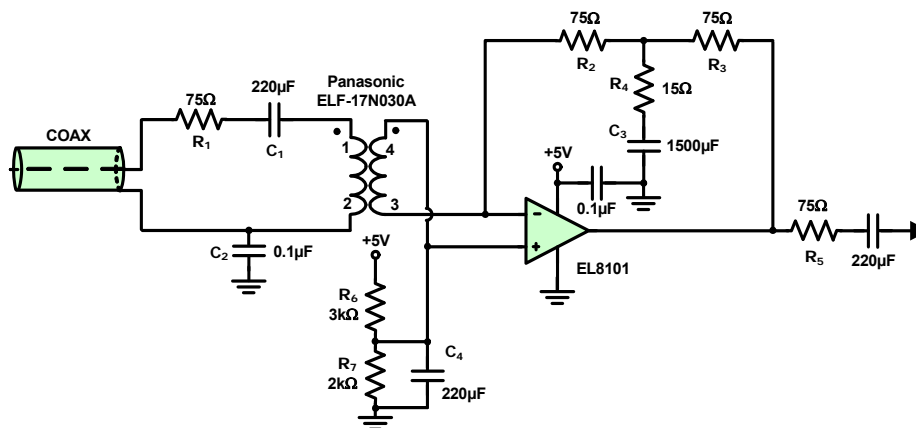 75Ω
75Ω
R2
R3
R4
15Ω
C3
1500µF
Panasonic
ELF-17N030A
220µF
75Ω
COAX
R1
C1
1
4
2
3
+5V
0.1µF
−
+
EL8101
75Ω
R5
220µF
C2
0.1µF
+5V
R6
3kΩ
R7
2kΩ
C4
220µF